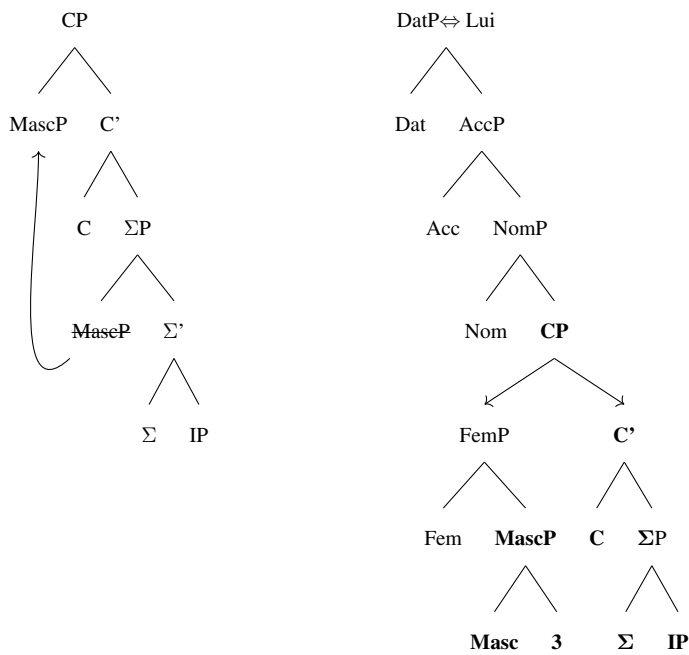 CP
MascP C’
C ΣP
MascP Σ’
Σ IP
DatP⇔ Lui
Dat AccP
Acc NomP
Nom CP
FemP C’
Fem MascP C ΣP
Masc 3 Σ IP